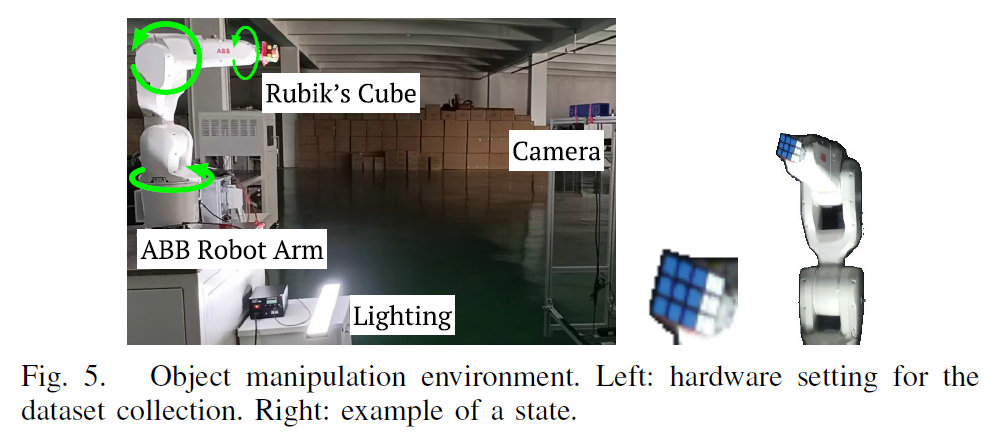 ABB
Rubik’s Cube
Camera
ABB Robot Arm
Lighting
Fig. 5. Object manipulation environment. Left: hardware setting for the
dataset collection. Right: example of a state.